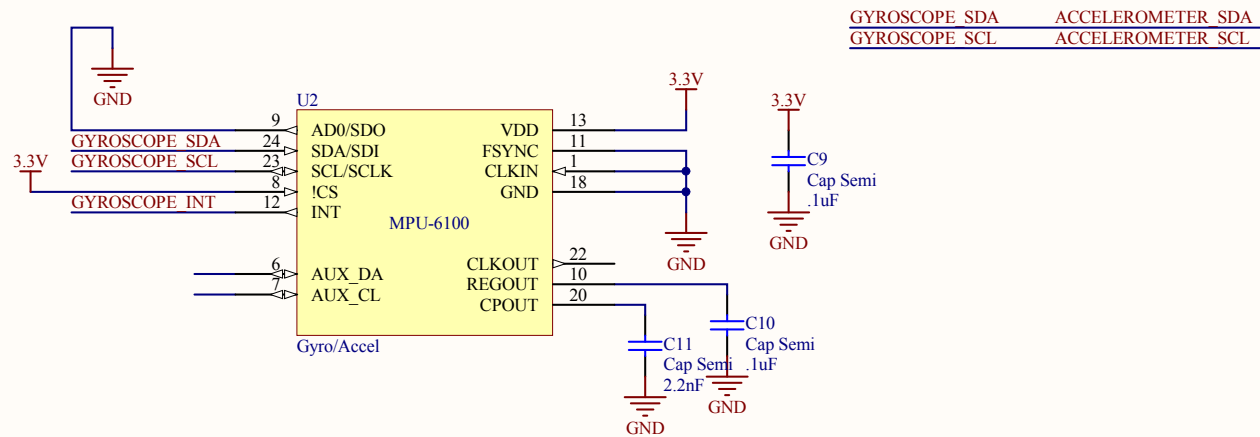 GYROSCOPE_SDA ACCELEROMETER_SDA
GYROSCOPE_SCL ACCELEROMETER_SCL
GND
U2
9 AD0/SDO
GYROSCOPE_SDA 24 SDA/SDI
GYROSCOPE_SCL 23 SCL/SCLK
3.3V 8 !CS
GYROSCOPE_INT 12 INT
6 AUX_DA
7 AUX_CL
MPU-6100
VDD 13
FSYNC 11
CLKIN 1
GND 18
CLKOUT 22
REGOUT 10
CPOUT 20
Gyro/Accel
3.3V
GND
3.3V
C9
Cap Semi
.1uF
GND
C10
Cap Semi
.1uF
GND
C11
Cap Semi
2.2nF
GND